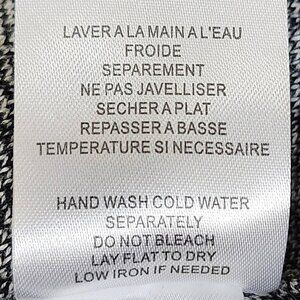 LAVER A LA MAIN A L'EAU
FROIDE
SEPAREMENT
NE PAS JAVELLISER
SECHER A PLAT
REPASSER A BASSE
TEMPERATURE SI NECESSAIRE
HAND WASH COLD WATER
SEPARATELY
DO NOT BLEACH
LAY FLAT TO DRY
LOW IRON IF NEEDED